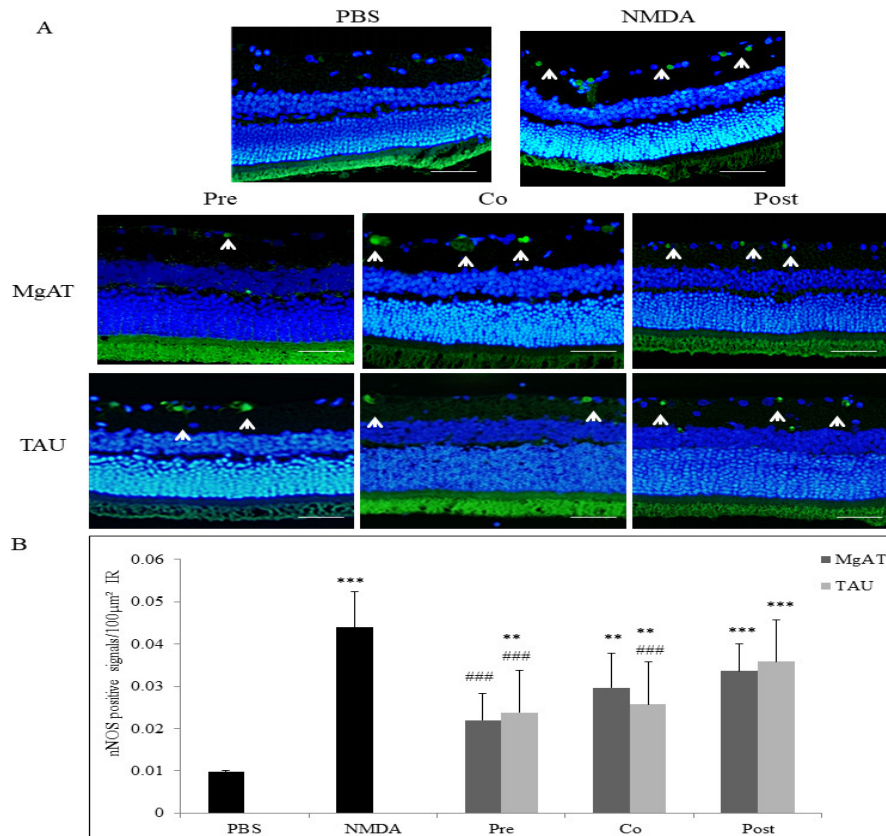 A
PBS NMDA
Pre Co Post
MgAT
TAU
B
nNOS positive signals/100µm² IR
0.06
0.05
0.04
0.03
0.02
0.01
0
MgAT
TAU
***
###
**
###
**
**
###
***
***
PBS NMDA Pre Co Post